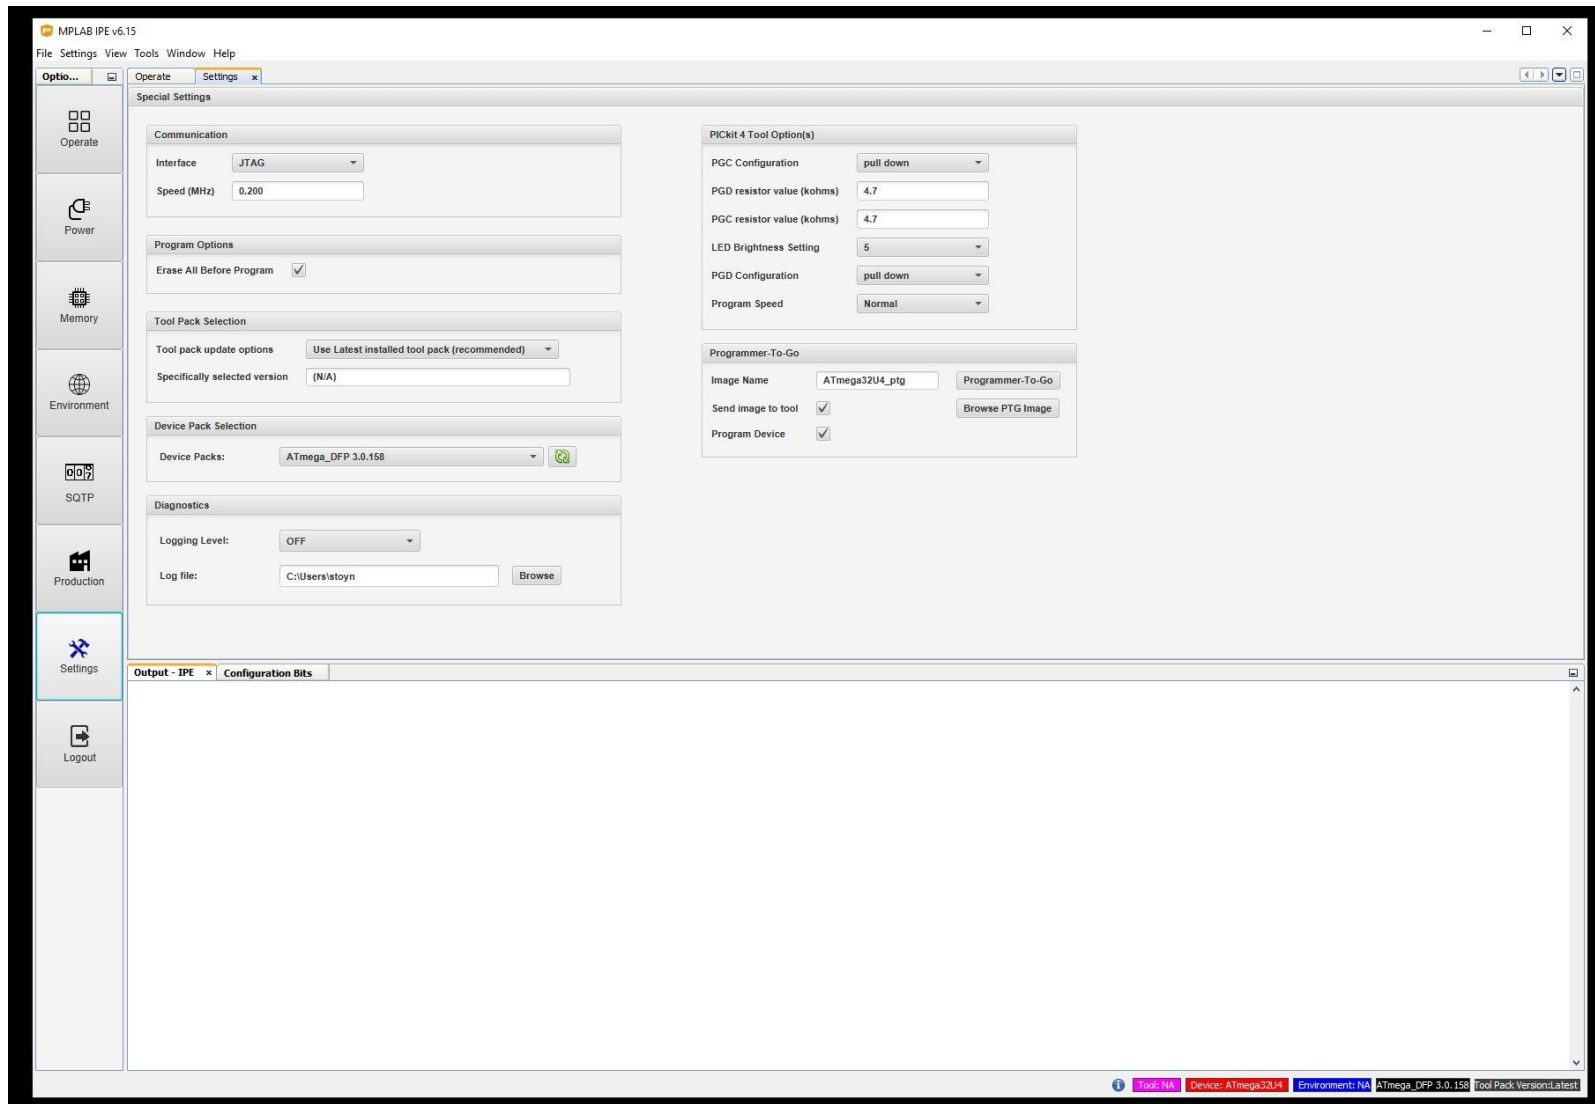 MPLAB IPE v6.15
File Settings View Tools Window Help
Optio...
Operate Settings
Special Settings
Operate
Power
Memory
Environment
SQTP
Production
Settings
Logout
Communication
Interface JTAG
Speed (MHz) 0.200
Program Options
Erase All Before Program
Tool Pack Selection
Tool pack update options Use Latest installed tool pack (recommended)
Specifically selected version (N/A)
Device Pack Selection
Device Packs: ATmega_DFP 3.0.158
Diagnostics
Logging Level: OFF
Log file: C:\Users\stoyn Browse
PICkit 4 Tool Option(s)
PGC Configuration pull down
PGD resistor value (kohms) 4.7
PGC resistor value (kohms) 4.7
LED Brightness Setting 5
PGD Configuration pull down
Program Speed Normal
Programmer-To-Go
Image Name ATmega32U4_ptg Programmer-To-Go
Send image to tool Browse PTG Image
Program Device
Output - IPE Configuration Bits
Tool: NA Device: ATmega32U4 Environment: NA ATmega_DFP 3.0.158 Tool Pack Version:Latest